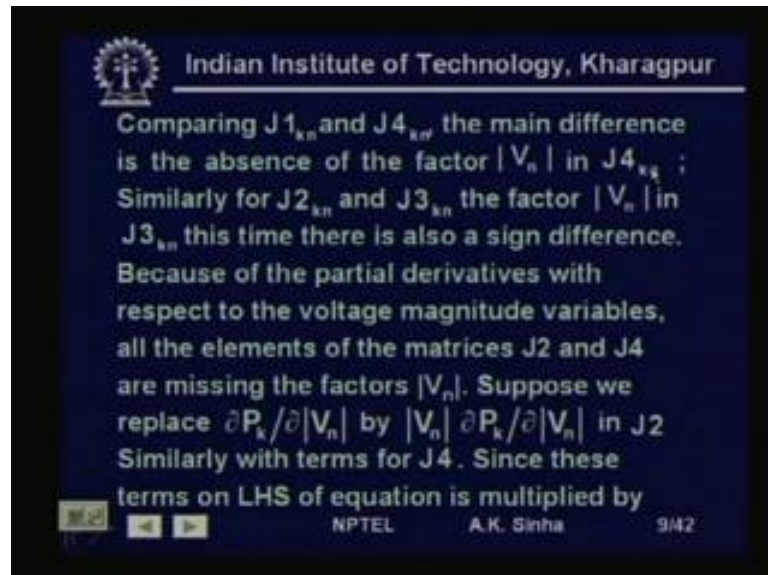 Indian Institute of Technology, Kharagpur
Comparing J1ₖₙ and J4ₖₙ, the main difference
is the absence of the factor |Vₙ| in J4ₖₖ ;
Similarly for J2ₖₙ and J3ₖₙ the factor |Vₙ| in
J3ₖₙ this time there is also a sign difference.
Because of the partial derivatives with
respect to the voltage magnitude variables,
all the elements of the matrices J2 and J4
are missing the factors |Vₙ|. Suppose we
replace ∂Pₖ/∂|Vₙ| by |Vₙ| ∂Pₖ/∂|Vₙ| in J2
Similarly with terms for J4. Since these
terms on LHS of equation is multiplied by
NPTEL A.K. Sinha 9/42